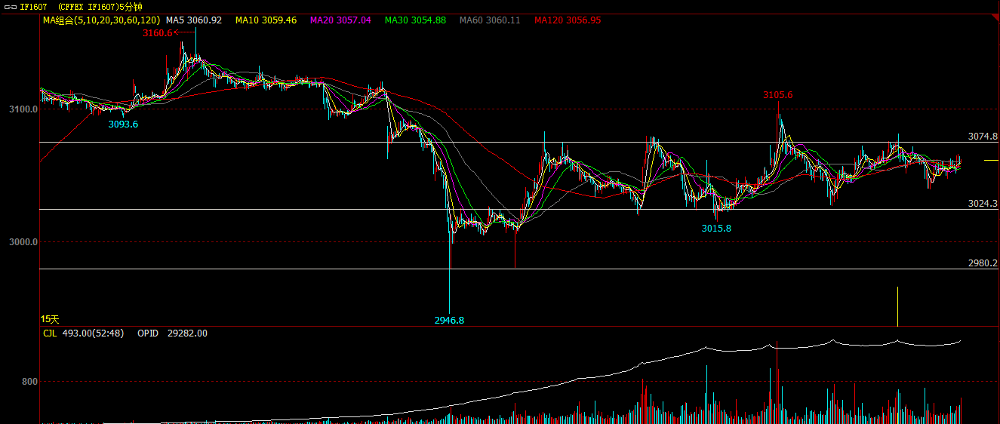 IF1607 (CFFEX IF1607)5分钟
MA组合(5,10,20,30,60,120) MA5 3060.92 MA10 3059.46 MA20 3057.04 MA30 3054.88 MA60 3060.11 MA120 3056.95
3160.6
3105.6
3100.0
3093.6
3074.8
3024.3
3015.8
3000.0
2980.2
2946.8
15天
CJL 493.00(52:48) OPID 29282.00
800